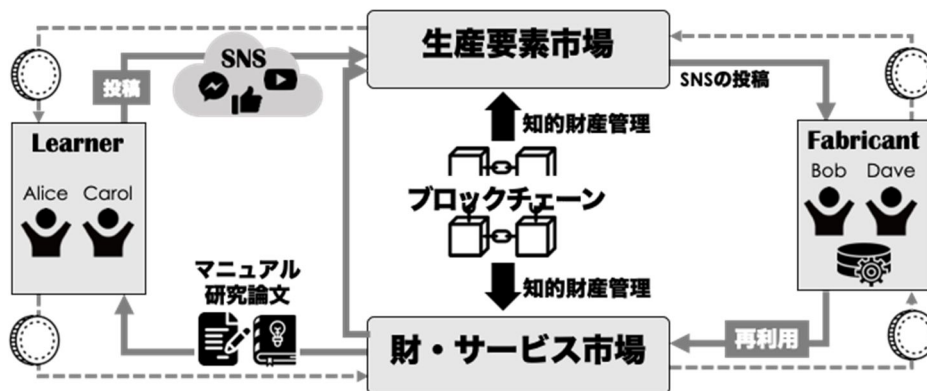 生産要素市場
SNS
投稿
SNSの投稿
Learner
Alice Carol
知的財産管理
ブロックチェーン
知的財産管理
Fabricant
Bob Dave
マニュアル
研究論文
再利用
財・サービス市場